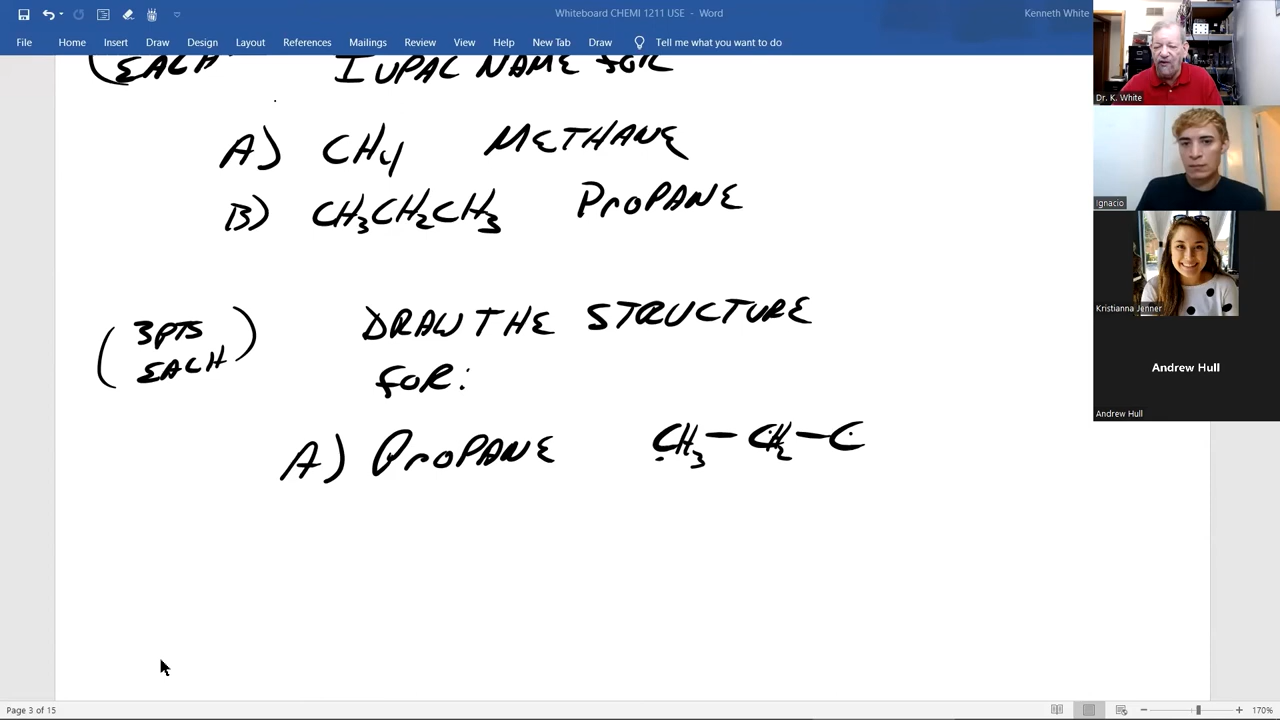 Whiteboard CHEMI 1211 USE - Word
Kenneth White
File Home Insert Draw Design Layout References Mailings Review View Help New Tab Draw Tell me what you want to do
(EACH IUPAC NAME FOR
A) CH4 METHANE
B) CH3CH2CH3 PROPANE
(3PTS EACH) DRAW THE STRUCTURE
FOR:
A) PROPANE CH3-CH2-C
Dr. K. White
Ignacio
Kristianna Jenner
Andrew Hull
Andrew Hull
Page 3 of 15
170%